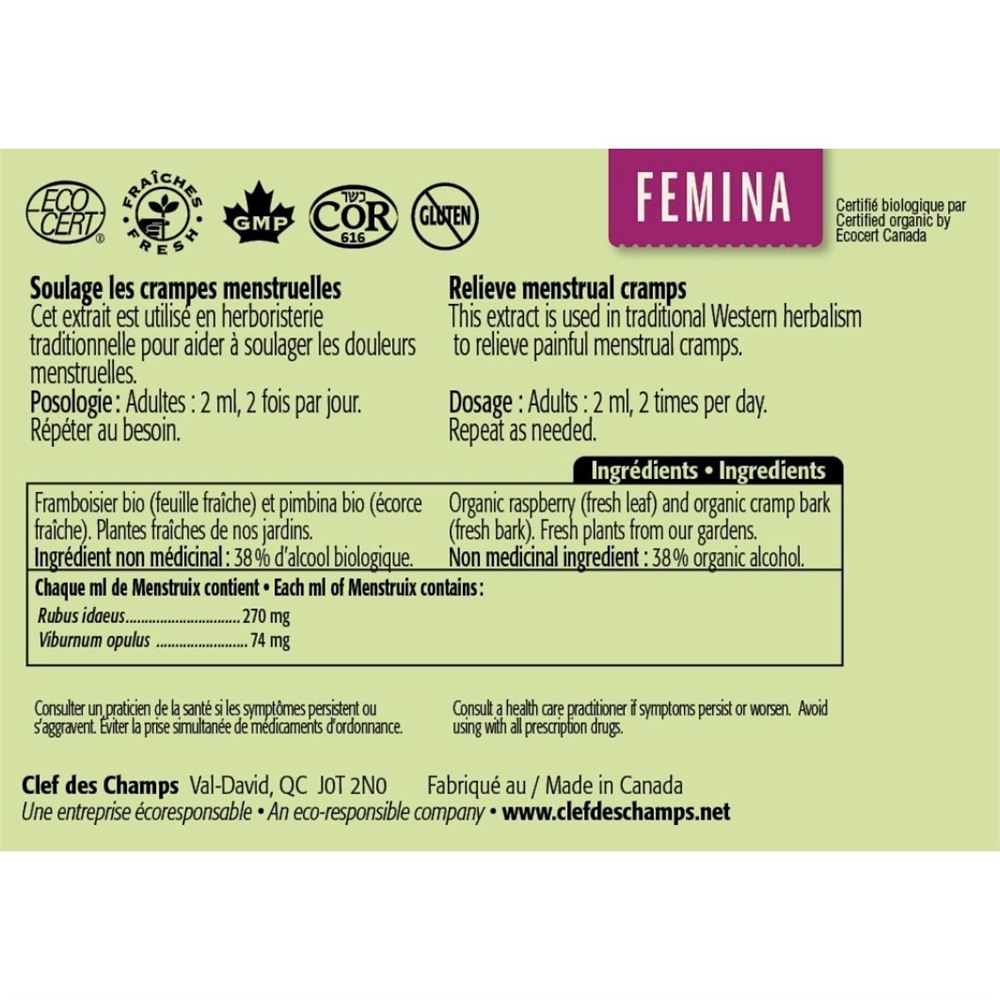 ECO
CERT
®
FRAÎCHES
FRESH
GMP
כשר
COR
616
GLUTEN
FEMINA
Certifié biologique par
Certified organic by
Ecocert Canada
Soulage les crampes menstruelles
Cet extrait est utilisé en herboristerie
traditionnelle pour aider à soulager les douleurs
menstruelles.
Posologie : Adultes : 2 ml, 2 fois par jour.
Répéter au besoin.
Relieve menstrual cramps
This extract is used in traditional Western herbalism
to relieve painful menstrual cramps.
Dosage : Adults : 2 ml, 2 times per day.
Repeat as needed.
Ingrédients • Ingredients
Framboisier bio (feuille fraîche) et pimbina bio (écorce
fraîche). Plantes fraîches de nos jardins.
Ingrédient non médicinal : 38 % d'alcool biologique.
Organic raspberry (fresh leaf) and organic cramp bark
(fresh bark). Fresh plants from our gardens.
Non medicinal ingredient : 38 % organic alcohol.
Chaque ml de Menstruix contient • Each ml of Menstruix contains :
Rubus idaeus.............................. 270 mg
Viburnum opulus ........................ 74 mg
Consulter un praticien de la santé si les symptômes persistent ou
s'aggravent. Éviter la prise simultanée de médicaments d'ordonnance.
Consult a health care practitioner if symptoms persist or worsen. Avoid
using with all prescription drugs.
Clef des Champs Val-David, QC J0T 2N0 Fabriqué au / Made in Canada
Une entreprise écoresponsable • An eco-responsible company • www.clefdeschamps.net